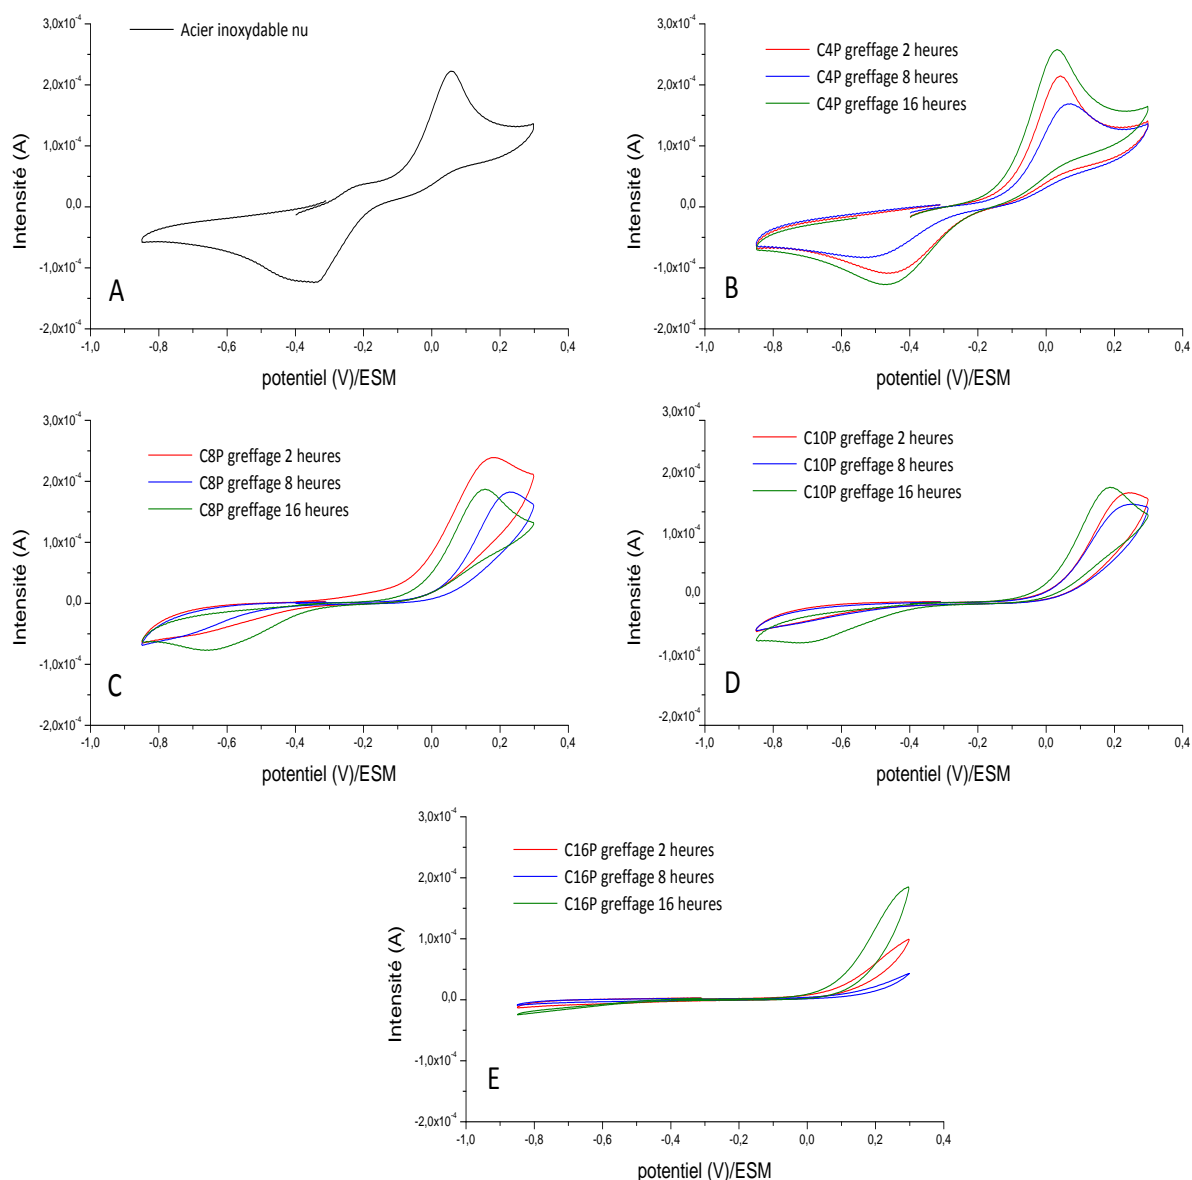 Acier inoxydable nu
3,0x10⁻⁴
2,0x10⁻⁴
1,0x10⁻⁴
0,0
-1,0x10⁻⁴
-2,0x10⁻⁴
Intensité (A)
A
-1,0 -0,8 -0,6 -0,4 -0,2 0,0 0,2 0,4
potentiel (V)/ESM
C4P greffage 2 heures
C4P greffage 8 heures
C4P greffage 16 heures
3,0x10⁻⁴
2,0x10⁻⁴
1,0x10⁻⁴
0,0
-1,0x10⁻⁴
-2,0x10⁻⁴
Intensité (A)
B
-1,0 -0,8 -0,6 -0,4 -0,2 0,0 0,2 0,4
potentiel (V)/ESM
C8P greffage 2 heures
C8P greffage 8 heures
C8P greffage 16 heures
3,0x10⁻⁴
2,0x10⁻⁴
1,0x10⁻⁴
0,0
-1,0x10⁻⁴
-2,0x10⁻⁴
Intensité (A)
C
-1,0 -0,8 -0,6 -0,4 -0,2 0,0 0,2 0,4
potentiel (V)/ESM
C10P greffage 2 heures
C10P greffage 8 heures
C10P greffage 16 heures
3,0x10⁻⁴
2,0x10⁻⁴
1,0x10⁻⁴
0,0
-1,0x10⁻⁴
-2,0x10⁻⁴
Intensité (A)
D
-1,0 -0,8 -0,6 -0,4 -0,2 0,0 0,2 0,4
potentiel (V)/ESM
C16P greffage 2 heures
C16P greffage 8 heures
C16P greffage 16 heures
3,0x10⁻⁴
2,0x10⁻⁴
1,0x10⁻⁴
0,0
-1,0x10⁻⁴
-2,0x10⁻⁴
Intensité (A)
E
-1,0 -0,8 -0,6 -0,4 -0,2 0,0 0,2 0,4
potentiel (V)/ESM